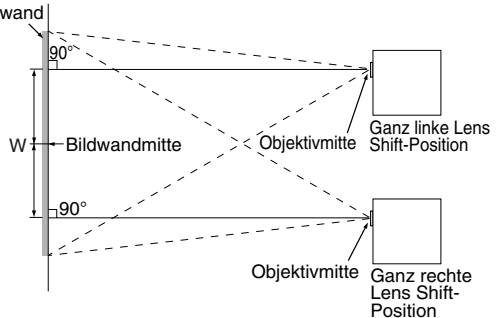 wand
90°
Objektivmitte
Ganz linke Lens
Shift-Position
W
Bildwandmitte
90°
Objektivmitte
Ganz rechte
Lens Shift-
Position